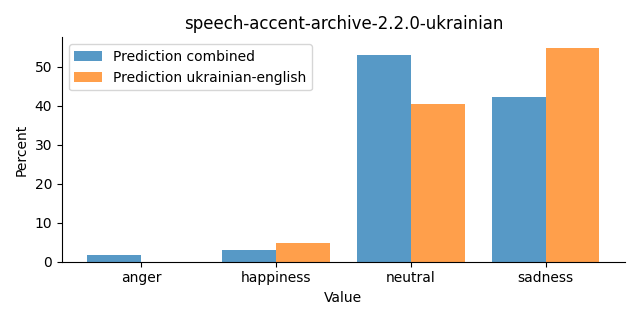 speech-accent-archive-2.2.0-ukrainian
Prediction combined
Prediction ukrainian-english
Percent
50
40
30
20
10
0
anger happiness neutral sadness
Value